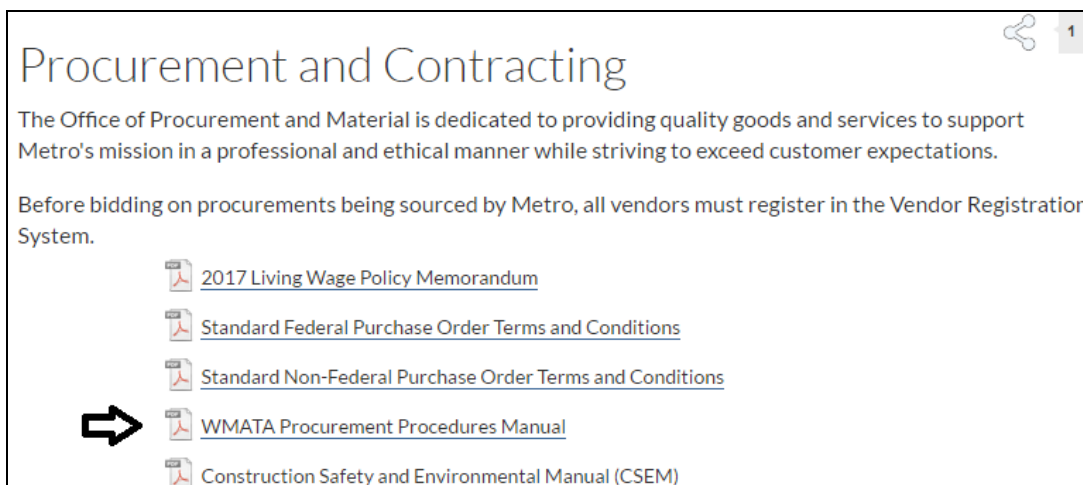 1
Procurement and Contracting
The Office of Procurement and Material is dedicated to providing quality goods and services to support
Metro's mission in a professional and ethical manner while striving to exceed customer expectations.
Before bidding on procurements being sourced by Metro, all vendors must register in the Vendor Registration
System.
2017 Living Wage Policy Memorandum
Standard Federal Purchase Order Terms and Conditions
Standard Non-Federal Purchase Order Terms and Conditions
WMATA Procurement Procedures Manual
Construction Safety and Environmental Manual (CSEM)